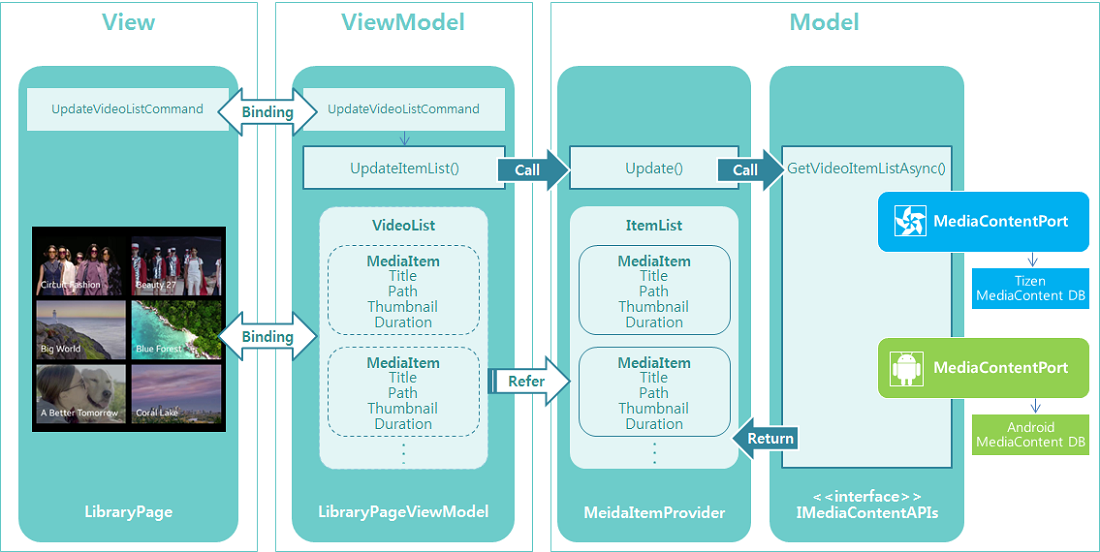 View
ViewModel
Model
UpdateVideoListCommand
Binding
UpdateVideoListCommand
UpdateItemList()
Call
Update()
Call
GetVideoItemListAsync()
VideoList
MediaItem
Title
Path
Thumbnail
Duration
MediaItem
Title
Path
Thumbnail
Duration
ItemList
MediaItem
Title
Path
Thumbnail
Duration
MediaItem
Title
Path
Thumbnail
Duration
MediaContentPort
Tizen
MediaContent DB
MediaContentPort
Android
MediaContent DB
Circuit Fashion
Beauty 27
Big World
Blue Forest
A Better Tomorrow
Coral Lake
Binding
Refer
Return
LibraryPage
LibraryPageViewModel
MeidaItemProvider
<<interface>>
IMediaContentAPIs